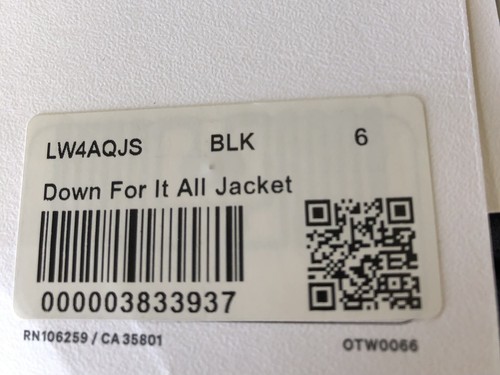 LW4AQJS BLK 6
Down For It All Jacket
000003833937
RN106259 / CA 35801 OTW0066